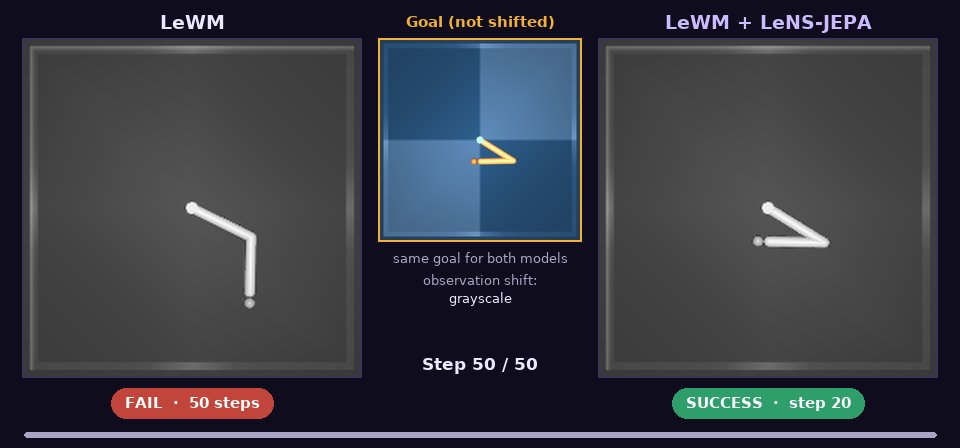 LeWM
Goal (not shifted)
LeWM + LeNS-JEPA
same goal for both models
observation shift:
grayscale
Step 50 / 50
FAIL · 50 steps
SUCCESS · step 20